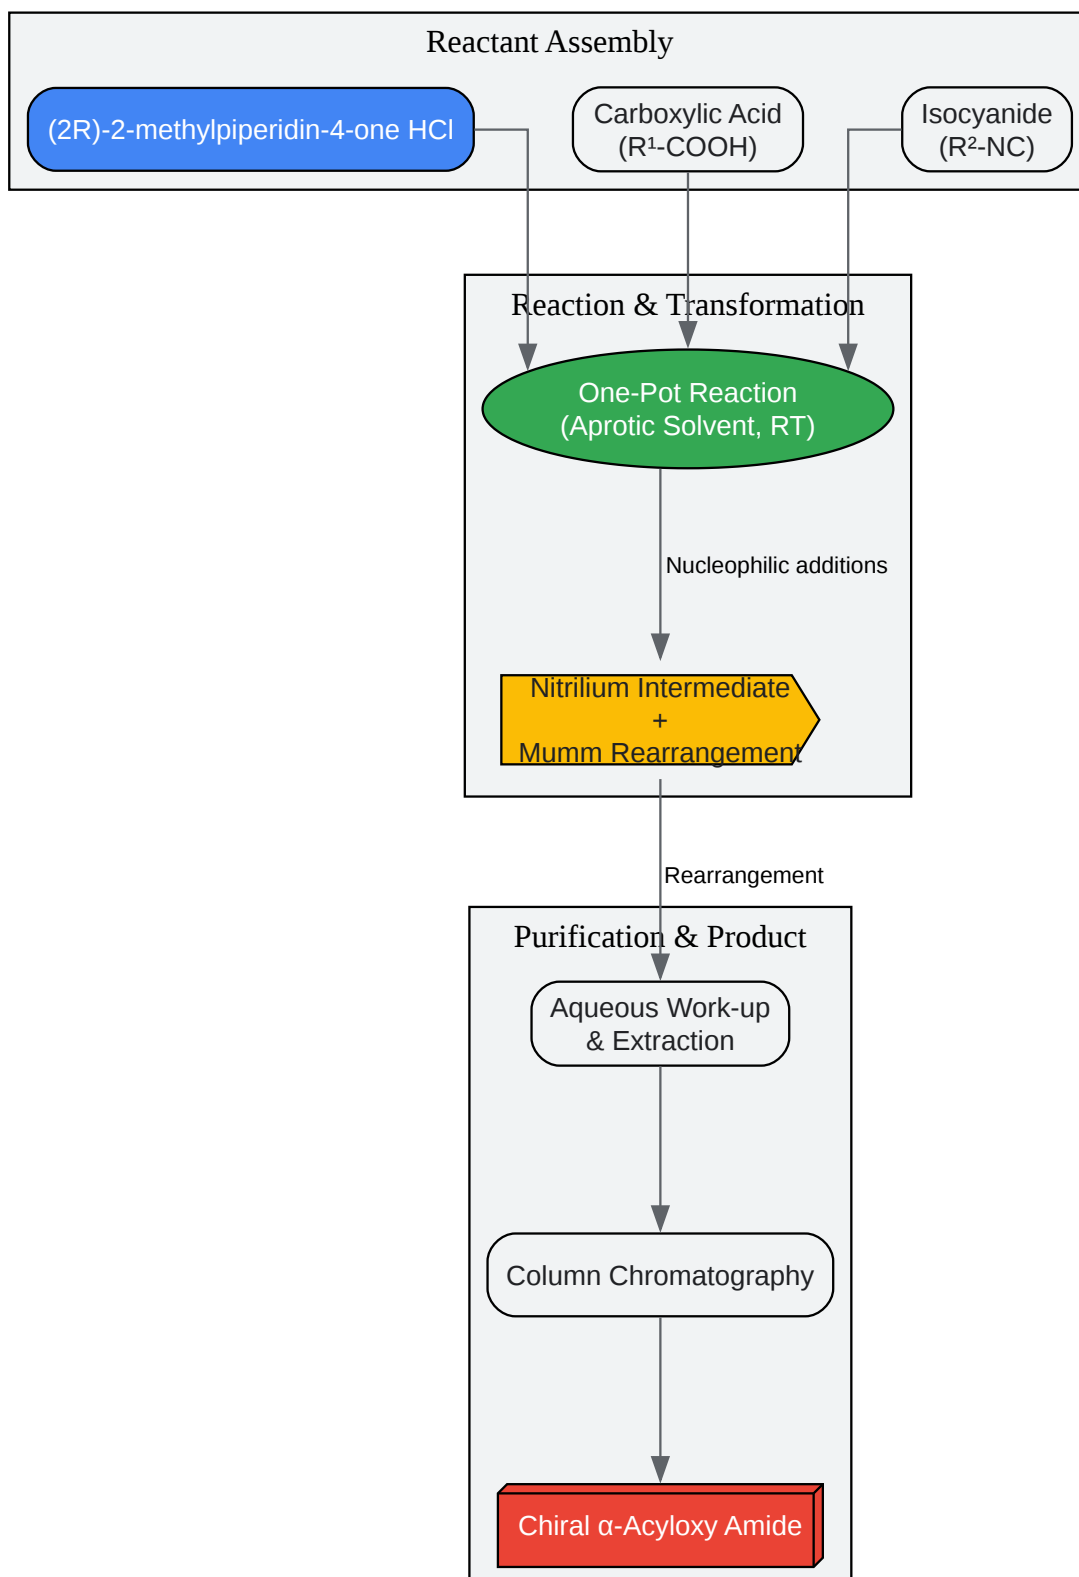 Reactant Assembly
(2R)-2-methylpiperidin-4-one HCl
Carboxylic Acid
(R¹-COOH)
Isocyanide
(R²-NC)
Reaction & Transformation
One-Pot Reaction
(Aprotic Solvent, RT)
Nucleophilic additions
Nitrilium Intermediate
+
Mumm Rearrangement
Rearrangement
Purification & Product
Aqueous Work-up
& Extraction
Column Chromatography
Chiral α-Acyloxy Amide